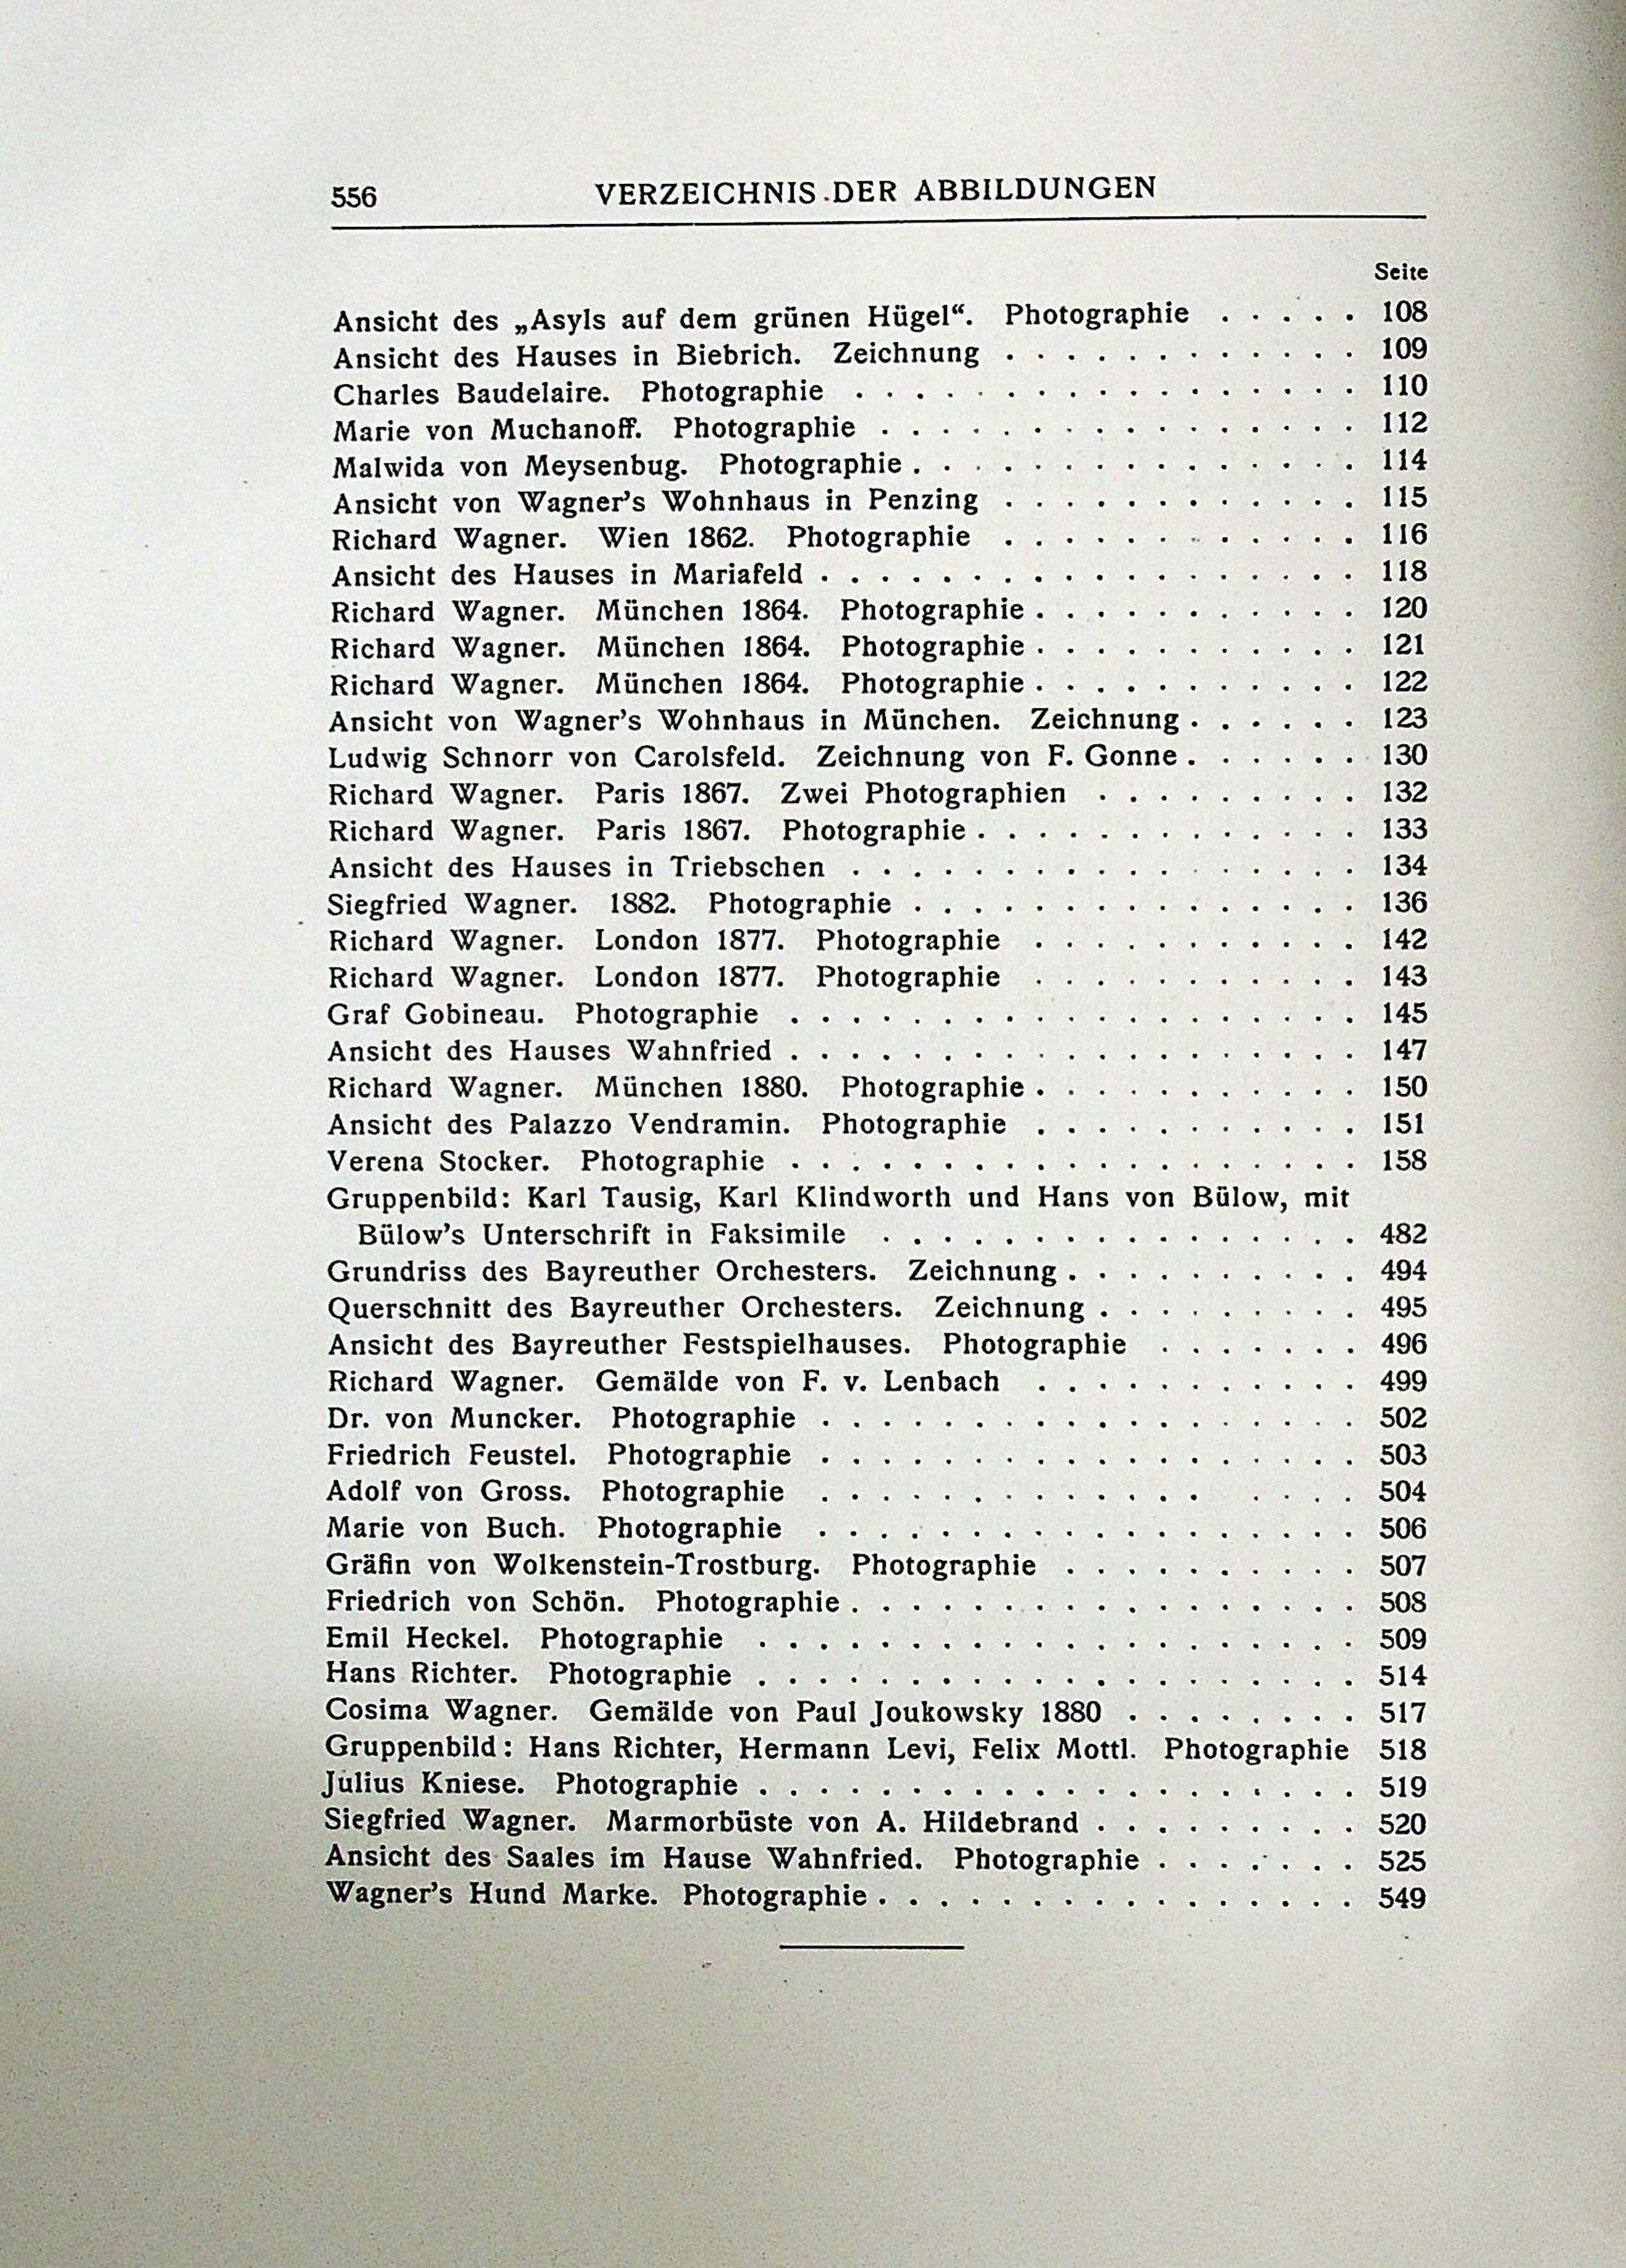 556 VERZEICHNIS DER ABBILDUNGEN
Seite
Ansicht des „Asyls auf dem grünen Hügel“. Photographie . . . . . 108
Ansicht des Hauses in Biebrich. Zeichnung . . . . . . . . . . . . 109
Charles Baudelaire. Photographie . . . . . . . . . . . . . . . . . 110
Marie von Muchanoff. Photographie . . . . . . . . . . . . . . . . 112
Malwida von Meysenbug. Photographie . . . . . . . . . . . . . . . 114
Ansicht von Wagner's Wohnhaus in Penzing . . . . . . . . . . . . 115
Richard Wagner. Wien 1862. Photographie . . . . . . . . . . . . 116
Ansicht des Hauses in Mariafeld . . . . . . . . . . . . . . . . . . 118
Richard Wagner. München 1864. Photographie . . . . . . . . . . . 120
Richard Wagner. München 1864. Photographie . . . . . . . . . . . 121
Richard Wagner. München 1864. Photographie . . . . . . . . . . . 122
Ansicht von Wagner's Wohnhaus in München. Zeichnung . . . . . . 123
Ludwig Schnorr von Carolsfeld. Zeichnung von F. Gonne . . . . . . 130
Richard Wagner. Paris 1867. Zwei Photographien . . . . . . . . . 132
Richard Wagner. Paris 1867. Photographie . . . . . . . . . . . . . 133
Ansicht des Hauses in Triebschen . . . . . . . . . . . . . . . . . 134
Siegfried Wagner. 1882. Photographie . . . . . . . . . . . . . . . 136
Richard Wagner. London 1877. Photographie . . . . . . . . . . . 142
Richard Wagner. London 1877. Photographie . . . . . . . . . . . 143
Graf Gobineau. Photographie . . . . . . . . . . . . . . . . . . . 145
Ansicht des Hauses Wahnfried . . . . . . . . . . . . . . . . . . . 147
Richard Wagner. München 1880. Photographie . . . . . . . . . . . 150
Ansicht des Palazzo Vendramin. Photographie . . . . . . . . . . . 151
Verena Stocker. Photographie . . . . . . . . . . . . . . . . . . . 158
Gruppenbild: Karl Tausig, Karl Klindworth und Hans von Bülow, mit
Bülow's Unterschrift in Faksimile . . . . . . . . . . . . . . . . 482
Grundriss des Bayreuther Orchesters. Zeichnung . . . . . . . . . . 494
Querschnitt des Bayreuther Orchesters. Zeichnung . . . . . . . . . 495
Ansicht des Bayreuther Festspielhauses. Photographie . . . . . . . 496
Richard Wagner. Gemälde von F. v. Lenbach . . . . . . . . . . . 499
Dr. von Muncker. Photographie . . . . . . . . . . . . . . . . . . 502
Friedrich Feustel. Photographie . . . . . . . . . . . . . . . . . . 503
Adolf von Gross. Photographie . . . . . . . . . . . . . . . . . 504
Marie von Buch. Photographie . . . . . . . . . . . . . . . . . . 506
Gräfin von Wolkenstein-Trostburg. Photographie . . . . . . . . . . 507
Friedrich von Schön. Photographie . . . . . . . . . . . . . . . . . 508
Emil Heckel. Photographie . . . . . . . . . . . . . . . . . . . . 509
Hans Richter. Photographie . . . . . . . . . . . . . . . . . . . . 514
Cosima Wagner. Gemälde von Paul Joukowsky 1880 . . . . . . . . 517
Gruppenbild: Hans Richter, Hermann Levi, Felix Mottl. Photographie 518
Julius Kniese. Photographie . . . . . . . . . . . . . . . . . . . . 519
Siegfried Wagner. Marmorbüste von A. Hildebrand . . . . . . . . . 520
Ansicht des Saales im Hause Wahnfried. Photographie . . . . . . . 525
Wagner's Hund Marke. Photographie . . . . . . . . . . . . . . . . 549